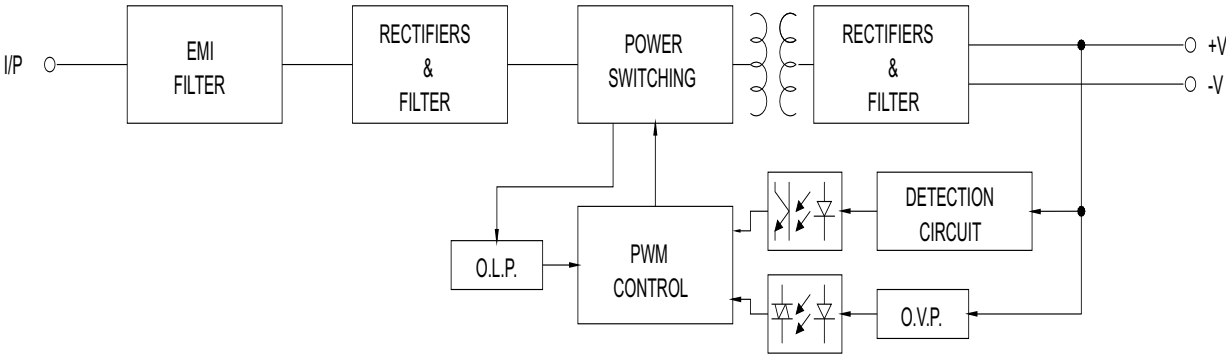 I/P
EMI
FILTER
RECTIFIERS
&
FILTER
POWER
SWITCHING
RECTIFIERS
&
FILTER
+V
-V
DETECTION
CIRCUIT
O.L.P.
PWM
CONTROL
O.V.P.